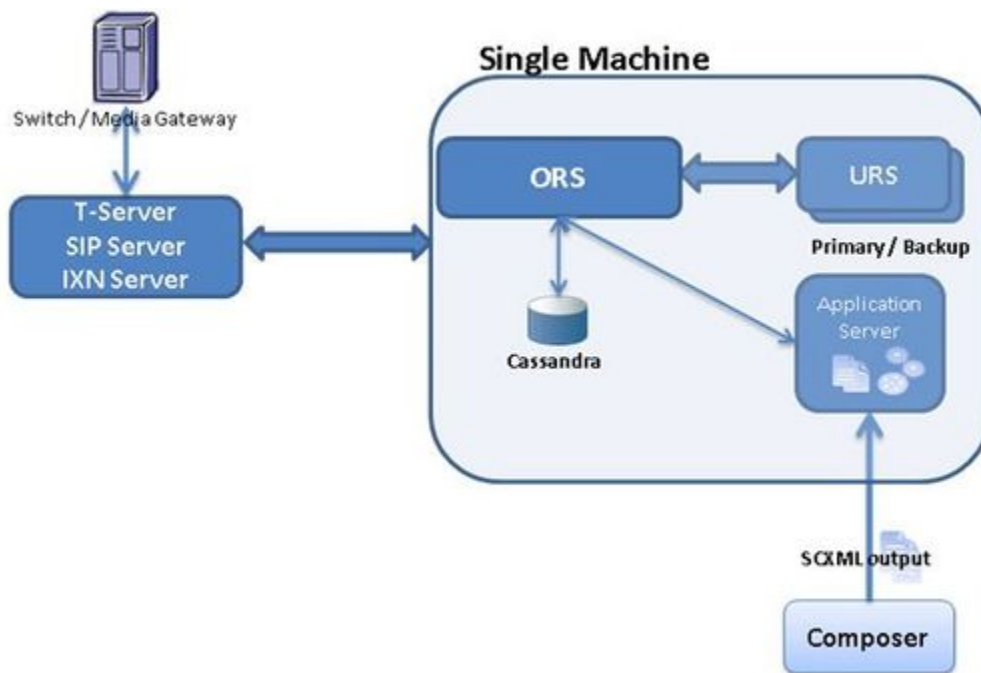 Single Machine
Switch / Media Gateway
ORS
URS
T-Server
SIP Server
IXN Server
Primary / Backup
Application
Server
Cassandra
SCXML output
Composer